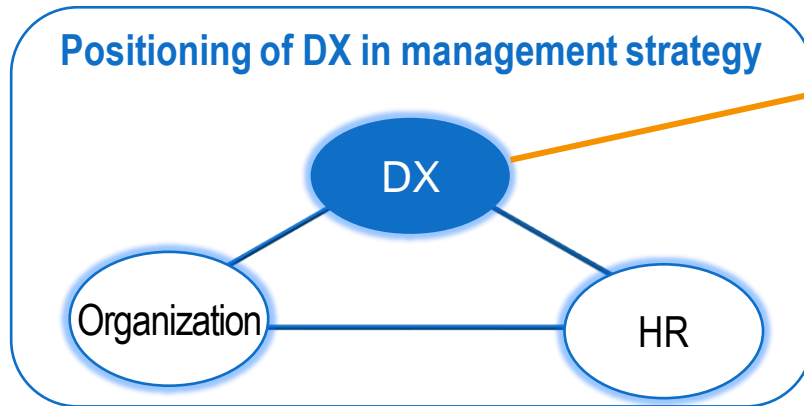 Positioning of DX in management strategy
DX
Organization
HR